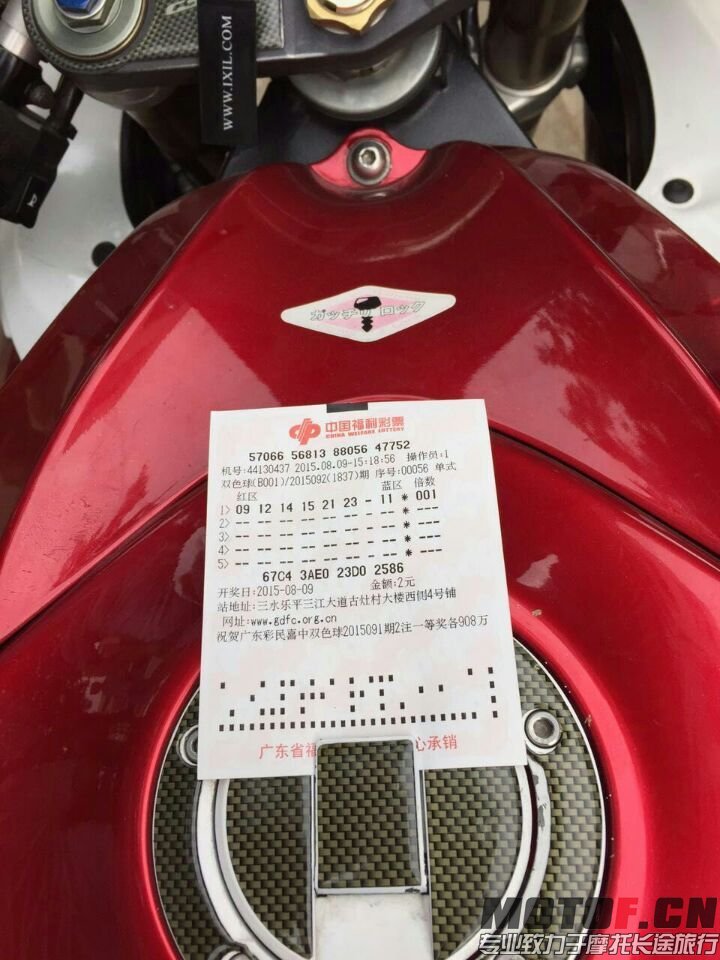 WWW.IXIL.COM
ガッチリ ロック
中国福利彩票
CHINA WELFARE LOTTERY
57066 56813 88056 47752
机号:44130437 2015.08.09-15:18:56 操作员:1
双色球(B001)/2015092(1837)期 序号:00056 单式
红区 蓝区 倍数
1> 09 12 14 15 21 23 - 11 * 001
2> -- -- -- -- -- -- -- * ---
3> -- -- -- -- -- -- -- * ---
4> -- -- -- -- -- -- -- * ---
5> -- -- -- -- -- -- -- * ---
67C4 3AE0 23D0 2586
开奖日:2015-08-09 金额:2元
站地址:三水乐平三江大道古灶村大楼西侧4号铺
网址:www.gdfc.org.cn
祝贺广东彩民喜中双色球2015091期2注一等奖各908万
广东省福 心承销
MOTOF.CN
专业致力于摩托长途旅行